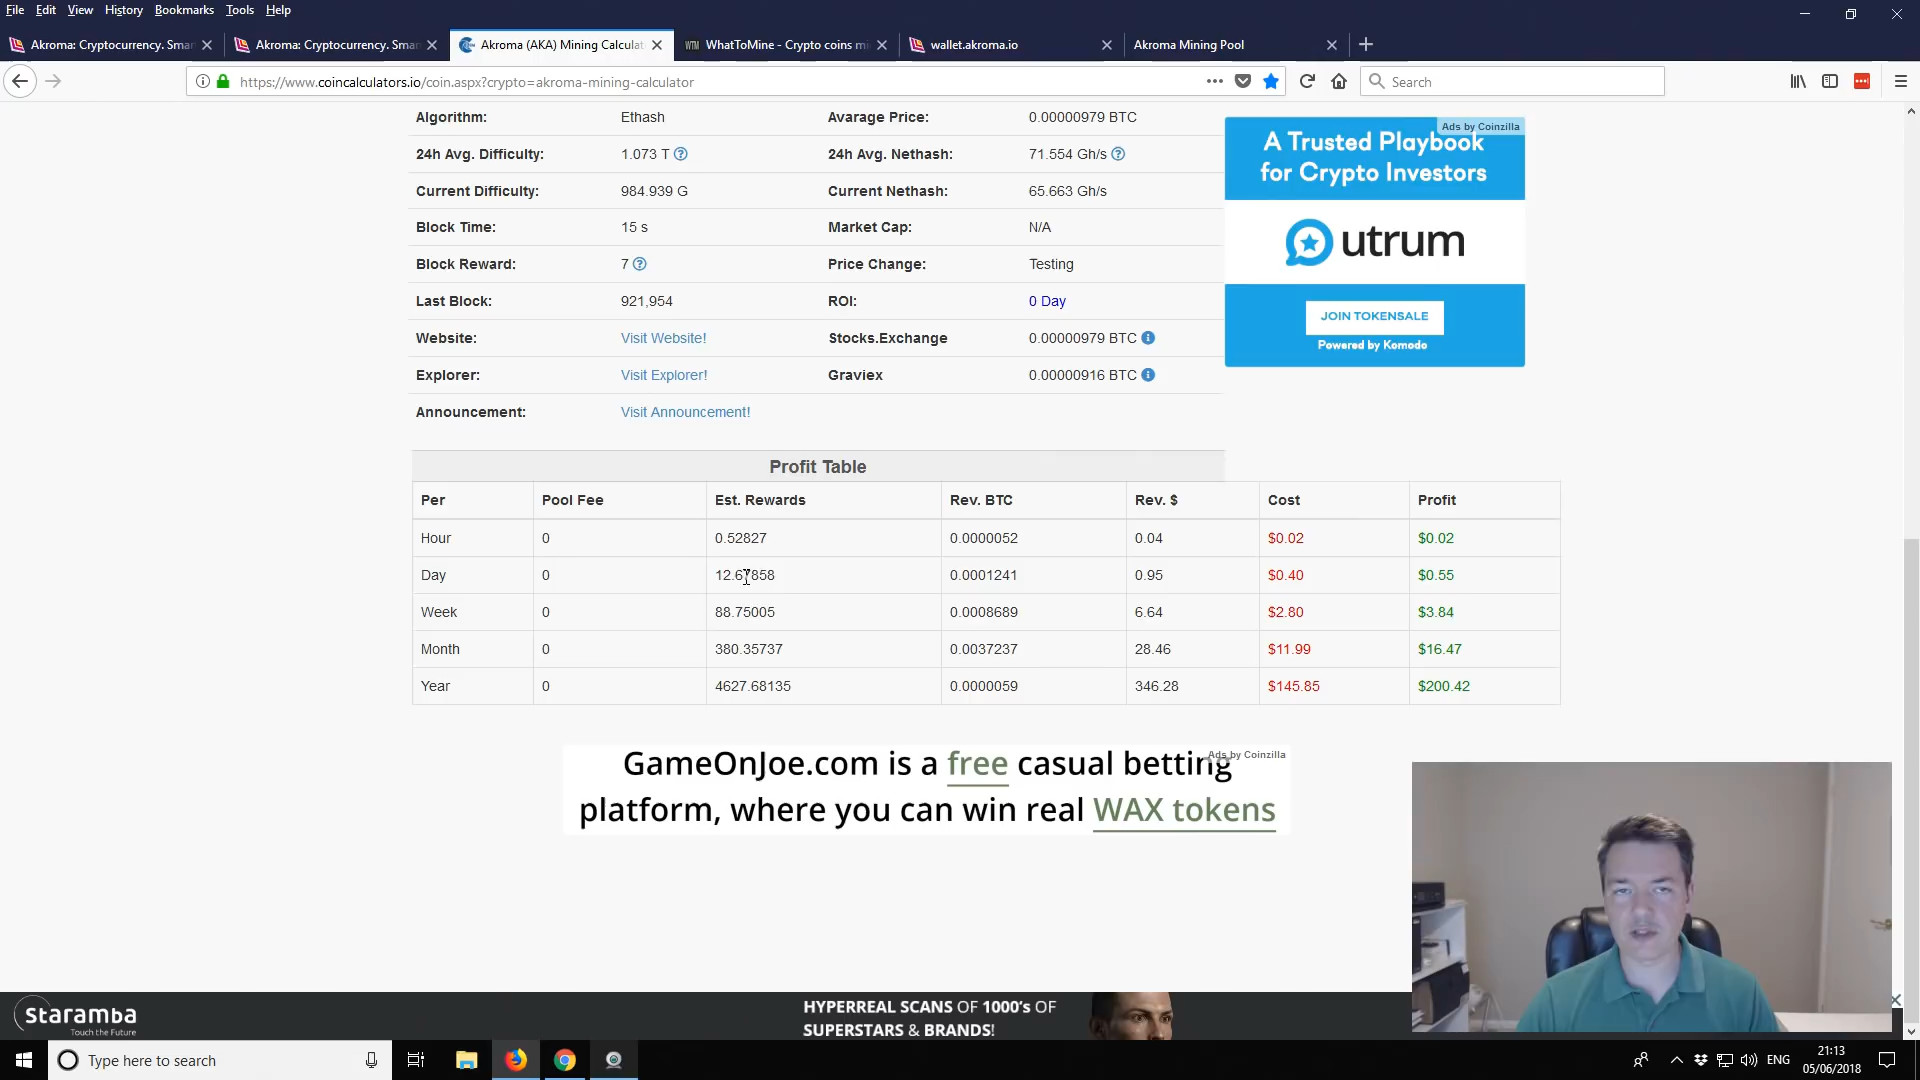 File Edit View History Bookmarks Tools Help
Akroma: Cryptocurrency. Smar
Akroma: Cryptocurrency. Smar
Akroma (AKA) Mining Calculat
WhatToMine - Crypto coins mi
wallet.akroma.io
Akroma Mining Pool
https://www.coincalculators.io/coin.aspx?crypto=akroma-mining-calculator
Search
Algorithm: Ethash Avarage Price: 0.00000979 BTC
24h Avg. Difficulty: 1.073 T 24h Avg. Nethash: 71.554 Gh/s
Current Difficulty: 984.939 G Current Nethash: 65.663 Gh/s
Block Time: 15 s Market Cap: N/A
Block Reward: 7 Price Change: Testing
Last Block: 921,954 ROI: 0 Day
Website: Visit Website! Stocks.Exchange 0.00000979 BTC
Explorer: Visit Explorer! Graviex 0.00000916 BTC
Announcement: Visit Announcement!
Ads by Coinzilla
A Trusted Playbook
for Crypto Investors
utrum
JOIN TOKENSALE
Powered by Komodo
Profit Table
Per Pool Fee Est. Rewards Rev. BTC Rev. $ Cost Profit
Hour 0 0.52827 0.0000052 0.04 $0.02 $0.02
Day 0 12.67858 0.0001241 0.95 $0.40 $0.55
Week 0 88.75005 0.0008689 6.64 $2.80 $3.84
Month 0 380.35737 0.0037237 28.46 $11.99 $16.47
Year 0 4627.68135 0.0000059 346.28 $145.85 $200.42
Ads by Coinzilla
GameOnJoe.com is a free casual betting
platform, where you can win real WAX tokens
Staramba
Touch the Future
HYPERREAL SCANS OF 1000's OF
SUPERSTARS & BRANDS!
Type here to search
ENG
21:13
05/06/2018